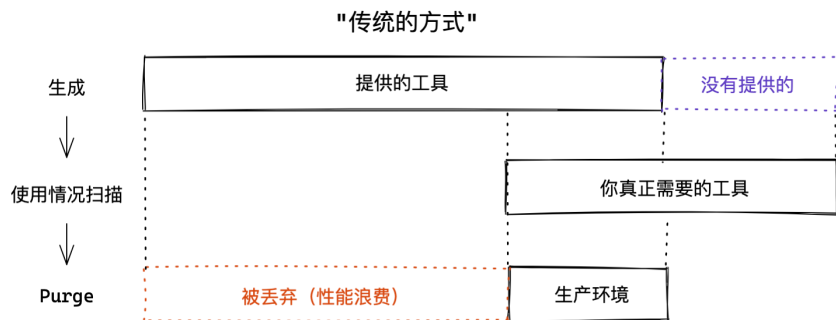 "传统的方式"
生成
提供的工具
没有提供的
使用情况扫描
你真正需要的工具
Purge
被丢弃（性能浪费）
生产环境